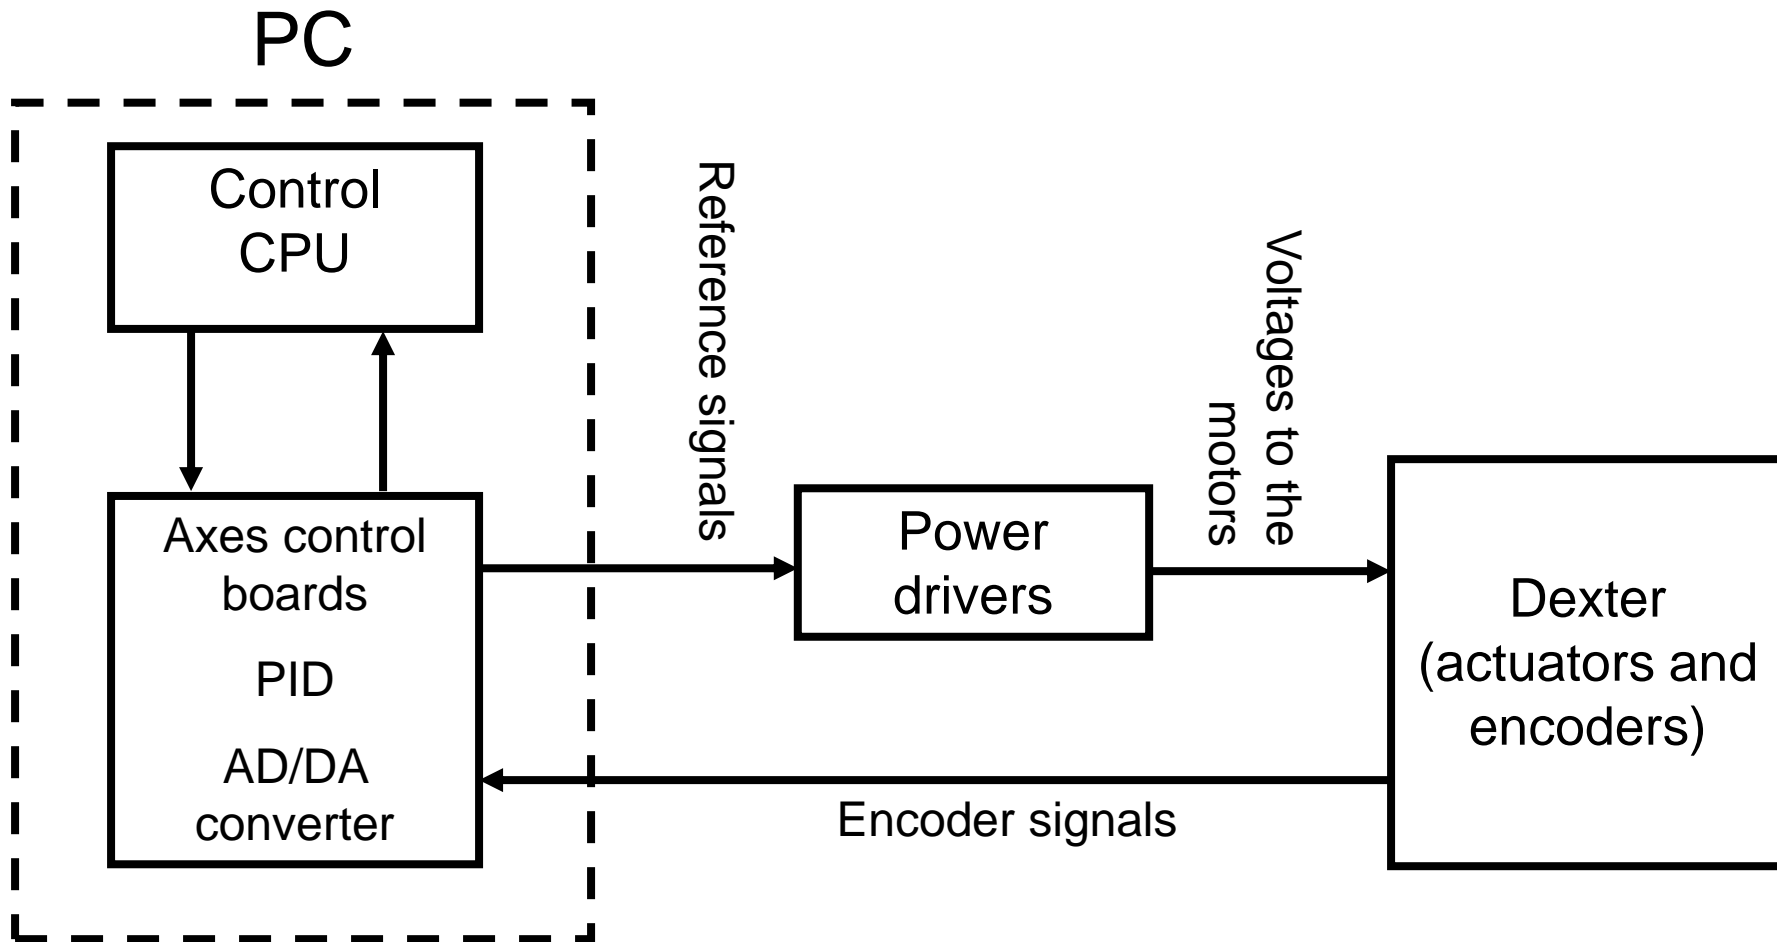 PC
Control
CPU
Axes control
boards
PID
AD/DA
converter
Reference signals
Power
drivers
Voltages to the
motors
Dexter
(actuators and
encoders)
Encoder signals